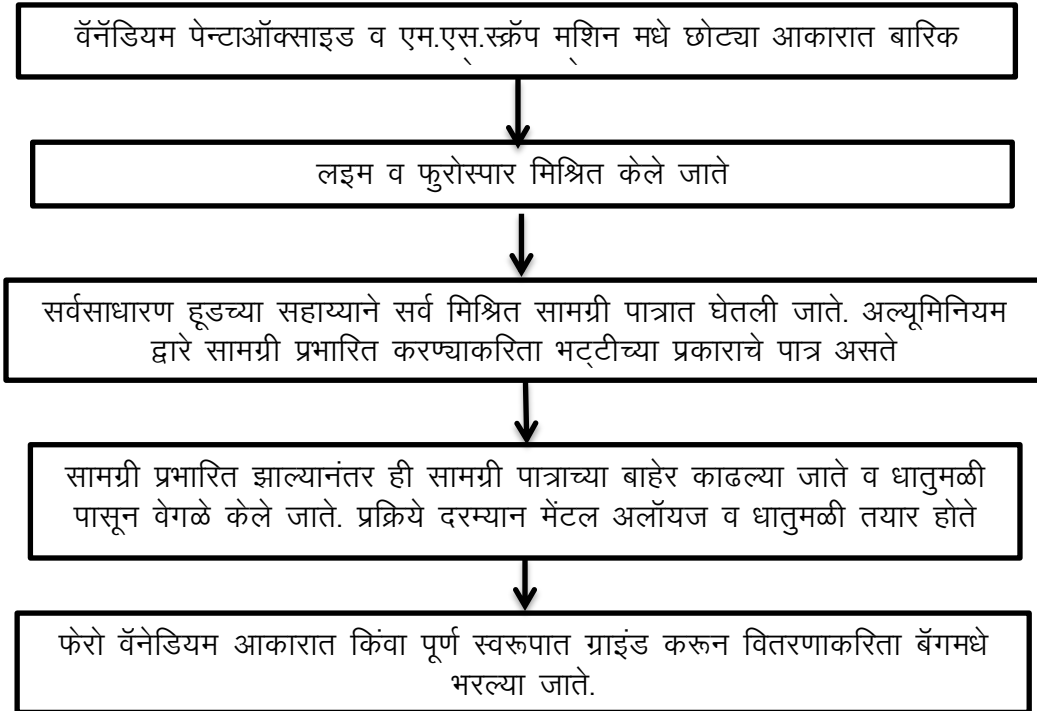 वॅनॅडियम पेन्टाऑक्साइड व एम.एस.स्क्रॅप मशिन मधे छोट्या आकारात बारिक
लइम व फुरोस्पार मिश्रित केले जाते
सर्वसाधारण हूडच्या सहाय्याने सर्व मिश्रित सामग्री पात्रात घेतली जाते. अल्यूमिनियम
द्वारे सामग्री प्रभारित करण्याकरिता भट्टीच्या प्रकाराचे पात्र असते
सामग्री प्रभारित झाल्यानंतर ही सामग्री पात्राच्या बाहेर काढल्या जाते व धातुमळी
पासून वेगळे केले जाते. प्रक्रिये दरम्यान मेंटल अलॉयज व धातुमळी तयार होते
फेरो वॅनेडियम आकारात किंवा पूर्ण स्वरूपात ग्राइंड करून वितरणाकरिता बॅगमधे
भरल्या जाते.